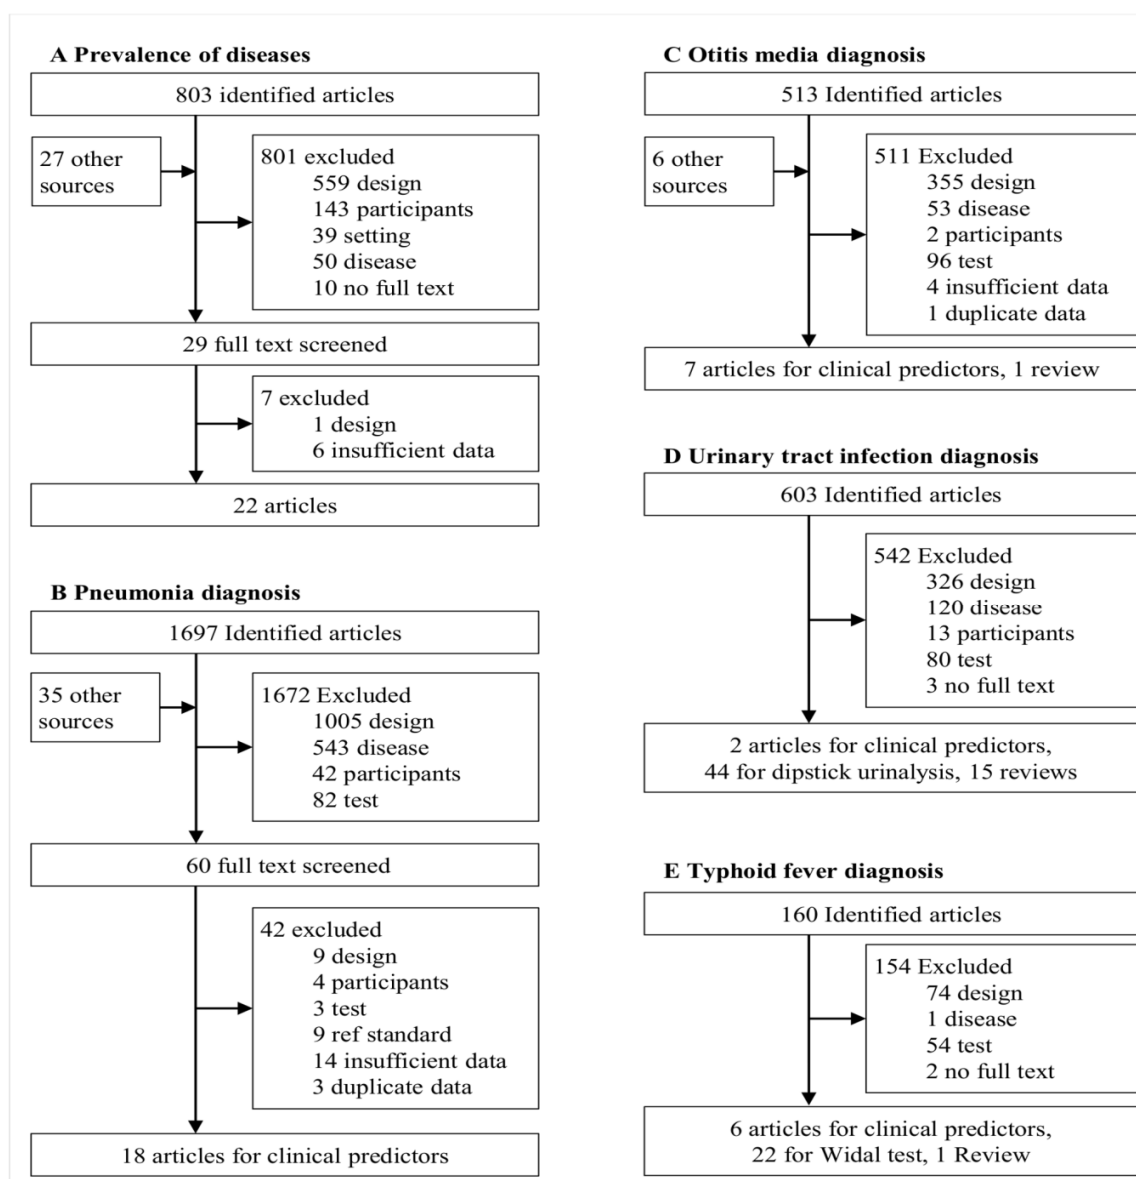 A Prevalence of diseases
803 identified articles
27 other
sources
801 excluded
559 design
143 participants
39 setting
50 disease
10 no full text
29 full text screened
7 excluded
1 design
6 insufficient data
22 articles
B Pneumonia diagnosis
1697 Identified articles
35 other
sources
1672 Excluded
1005 design
543 disease
42 participants
82 test
60 full text screened
42 excluded
9 design
4 participants
3 test
9 ref standard
14 insufficient data
3 duplicate data
18 articles for clinical predictors
C Otitis media diagnosis
513 Identified articles
6 other
sources
511 Excluded
355 design
53 disease
2 participants
96 test
4 insufficient data
1 duplicate data
7 articles for clinical predictors, 1 review
D Urinary tract infection diagnosis
603 Identified articles
542 Excluded
326 design
120 disease
13 participants
80 test
3 no full text
2 articles for clinical predictors,
44 for dipstick urinalysis, 15 reviews
E Typhoid fever diagnosis
160 Identified articles
154 Excluded
74 design
1 disease
54 test
2 no full text
6 articles for clinical predictors,
22 for Widal test, 1 Review